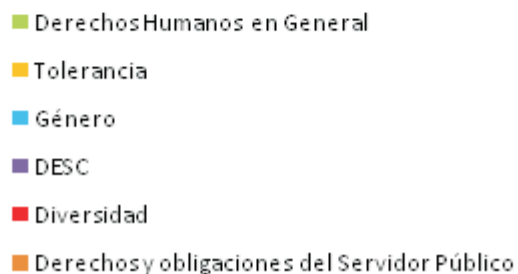 Derechos Humanos en General
Tolerancia
Género
DESC
Diversidad
Derechos y obligaciones del Servidor Público